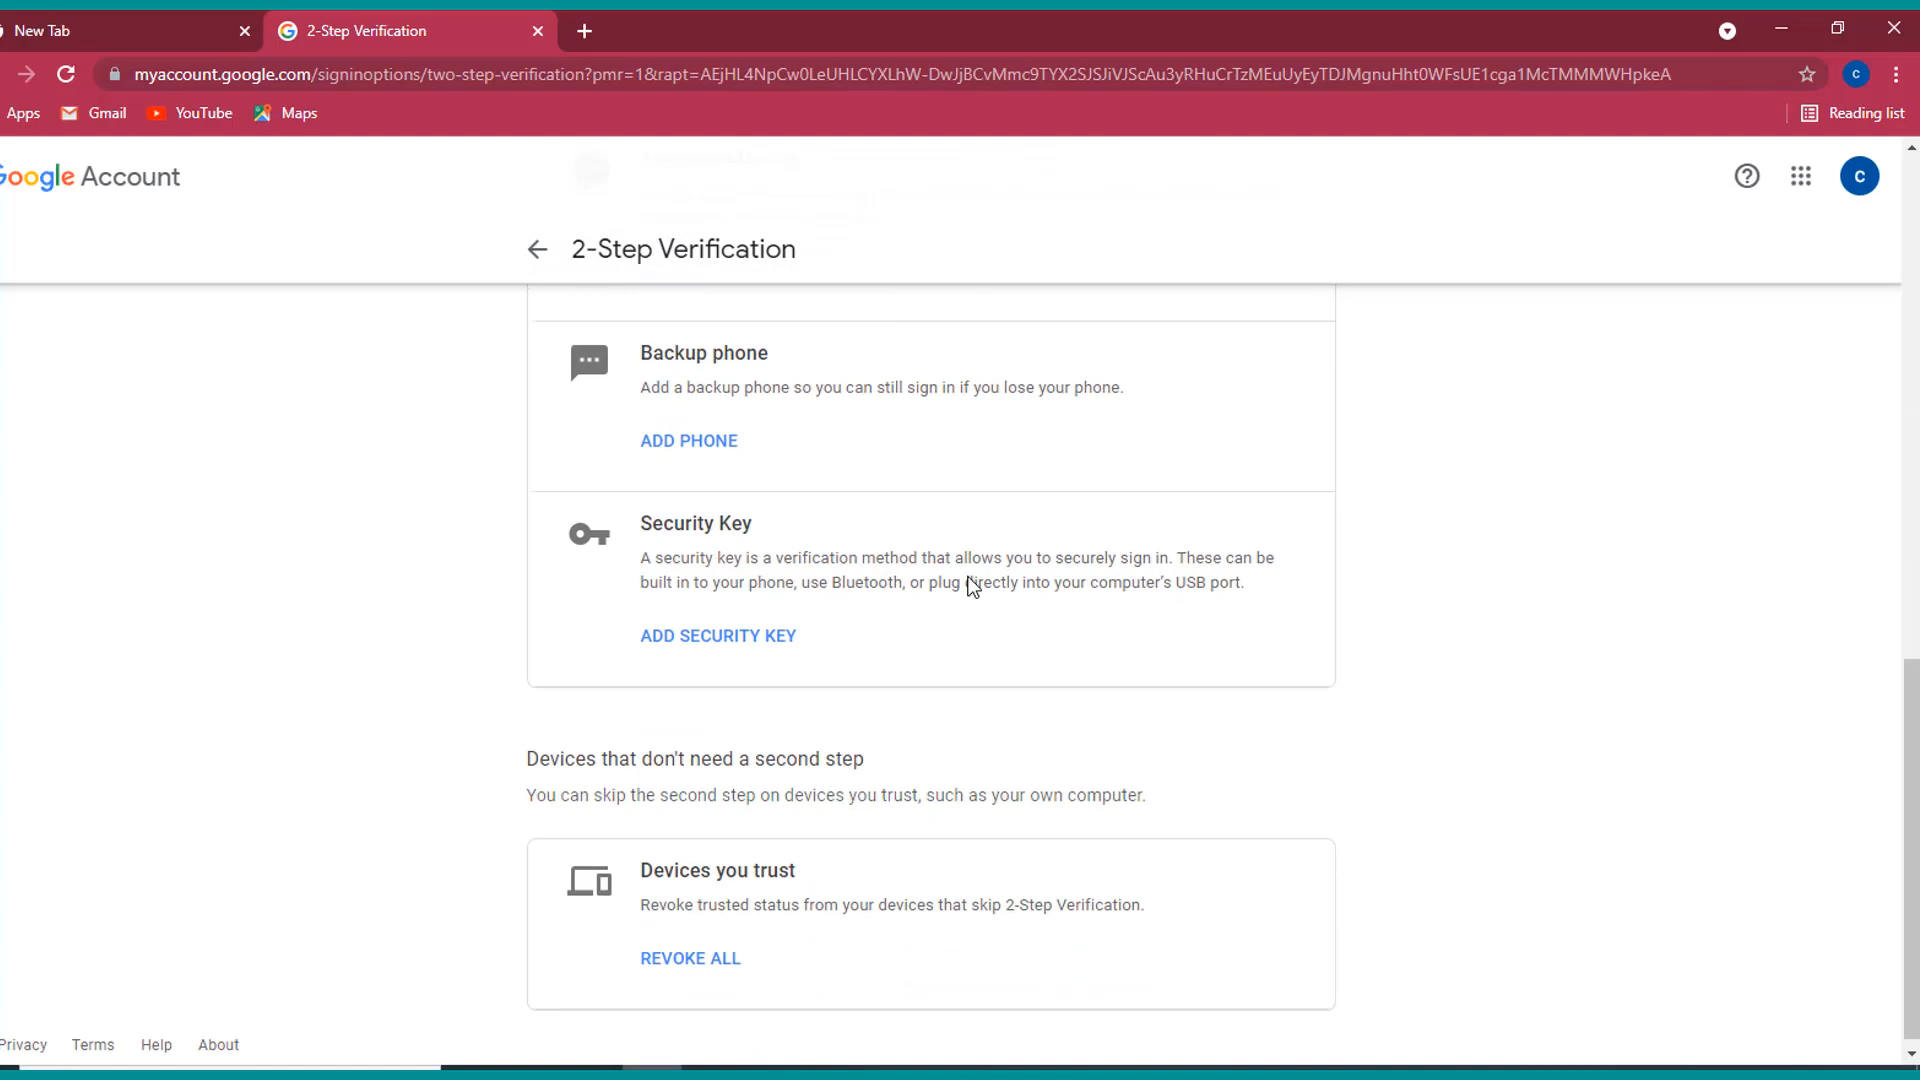 New Tab
2-Step Verification
myaccount.google.com/signinoptions/two-step-verification?pmr=1&rapt=AEjHL4NpCw0LeUHLCYXLhW-DwJjBCvMmc9TYX2SJSJiVJScAu3yRHuCrTzMEuUyEyTDJMgnuHht0WFsUE1cga1McTMMMWHpkeA
C
Apps
Gmail
YouTube
Maps
Reading list
Google Account
C
2-Step Verification
Backup phone
Add a backup phone so you can still sign in if you lose your phone.
ADD PHONE
Security Key
A security key is a verification method that allows you to securely sign in. These can be
built in to your phone, use Bluetooth, or plug directly into your computer's USB port.
ADD SECURITY KEY
Devices that don't need a second step
You can skip the second step on devices you trust, such as your own computer.
Devices you trust
Revoke trusted status from your devices that skip 2-Step Verification.
REVOKE ALL
Privacy
Terms
Help
About